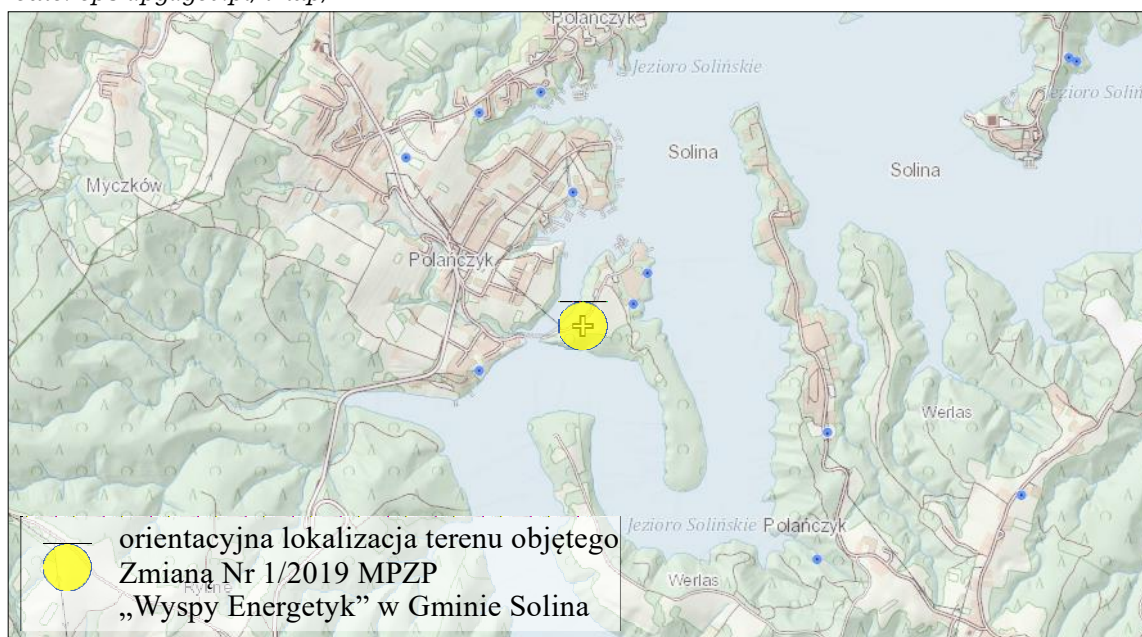 Polańczyk
Jezioro Solińskie
Jezioro Soliń
Solina
Solina
Myczków
Polańczyk
Werlas
Jezioro Solińskie
Polańczyk
Werlas
orientacyjna lokalizacja terenu objętego
Zmianą Nr 1/2019 MPZP
„Wyspy Energetyk” w Gminie Solina